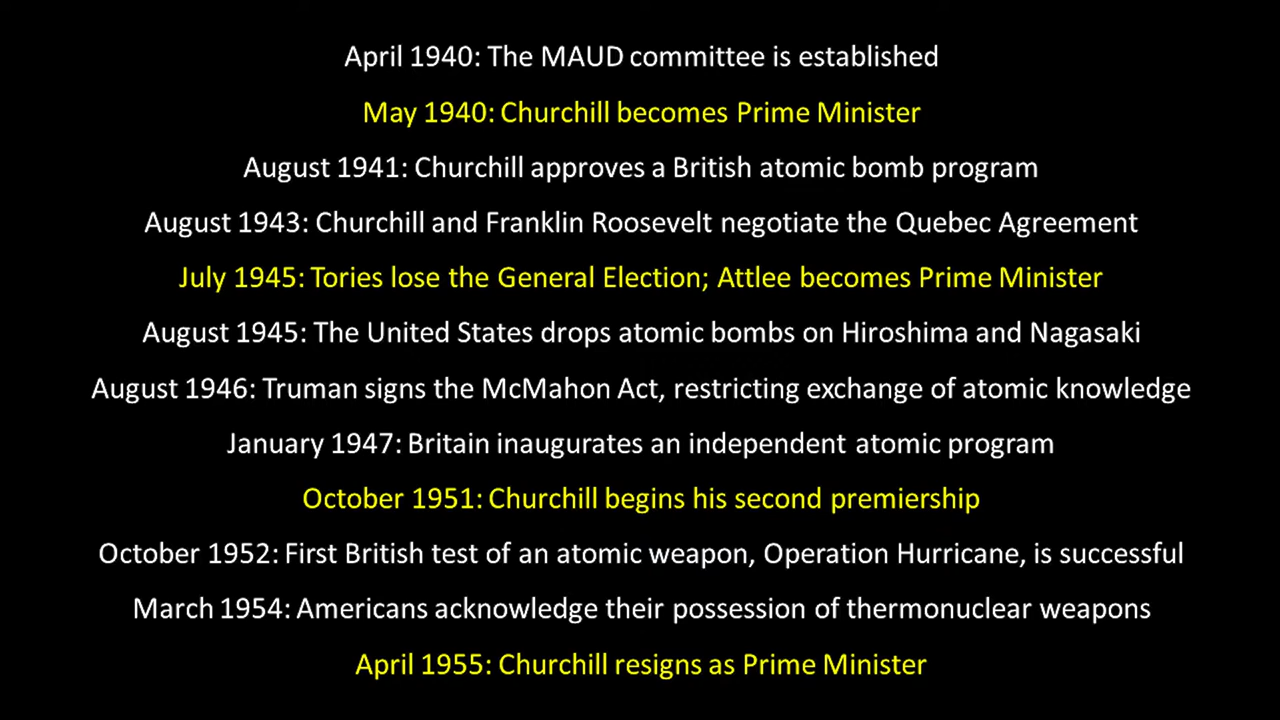 April 1940: The MAUD committee is established
May 1940: Churchill becomes Prime Minister
August 1941: Churchill approves a British atomic bomb program
August 1943: Churchill and Franklin Roosevelt negotiate the Quebec Agreement
July 1945: Tories lose the General Election; Attlee becomes Prime Minister
August 1945: The United States drops atomic bombs on Hiroshima and Nagasaki
August 1946: Truman signs the McMahon Act, restricting exchange of atomic knowledge
January 1947: Britain inaugurates an independent atomic program
October 1951: Churchill begins his second premiership
October 1952: First British test of an atomic weapon, Operation Hurricane, is successful
March 1954: Americans acknowledge their possession of thermonuclear weapons
April 1955: Churchill resigns as Prime Minister